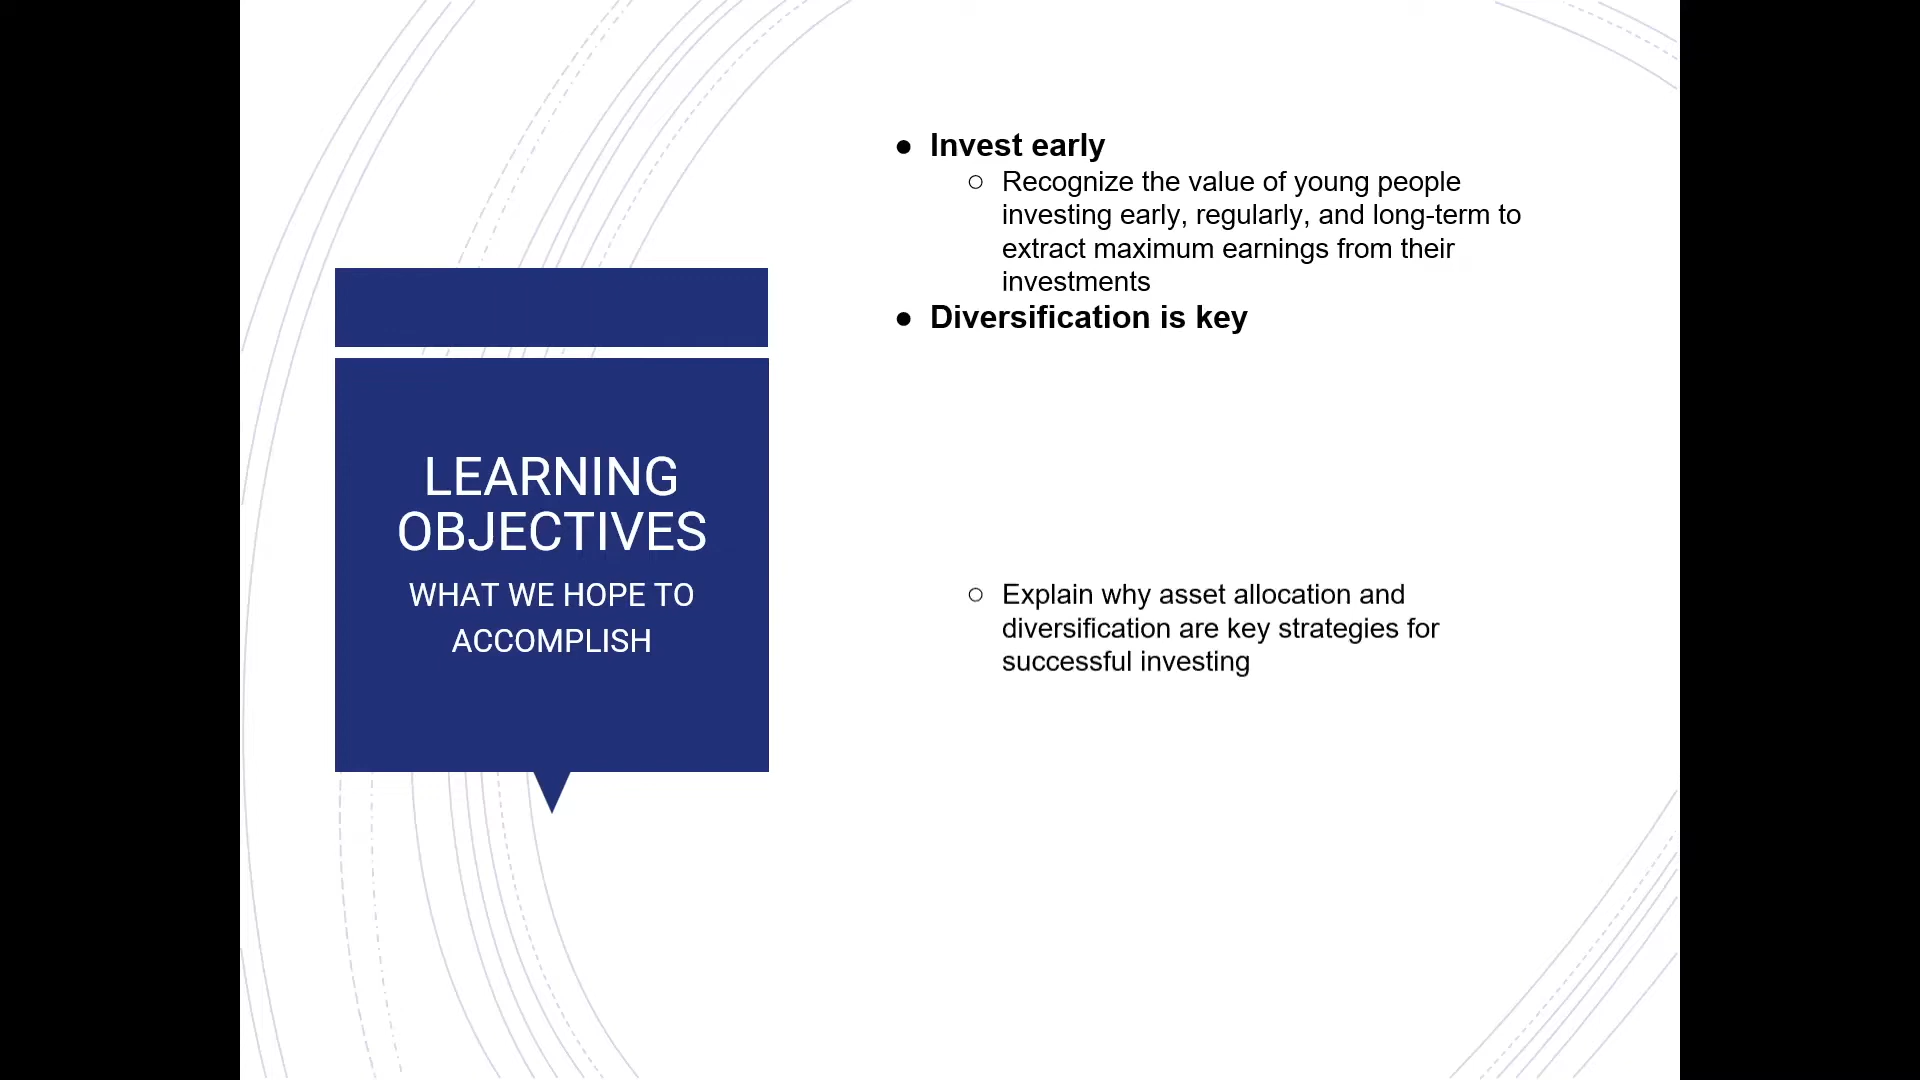 LEARNING
OBJECTIVES
WHAT WE HOPE TO
ACCOMPLISH
● Invest early
○ Recognize the value of young people
investing early, regularly, and long-term to
extract maximum earnings from their
investments
● Diversification is key
○ Explain why asset allocation and
diversification are key strategies for
successful investing